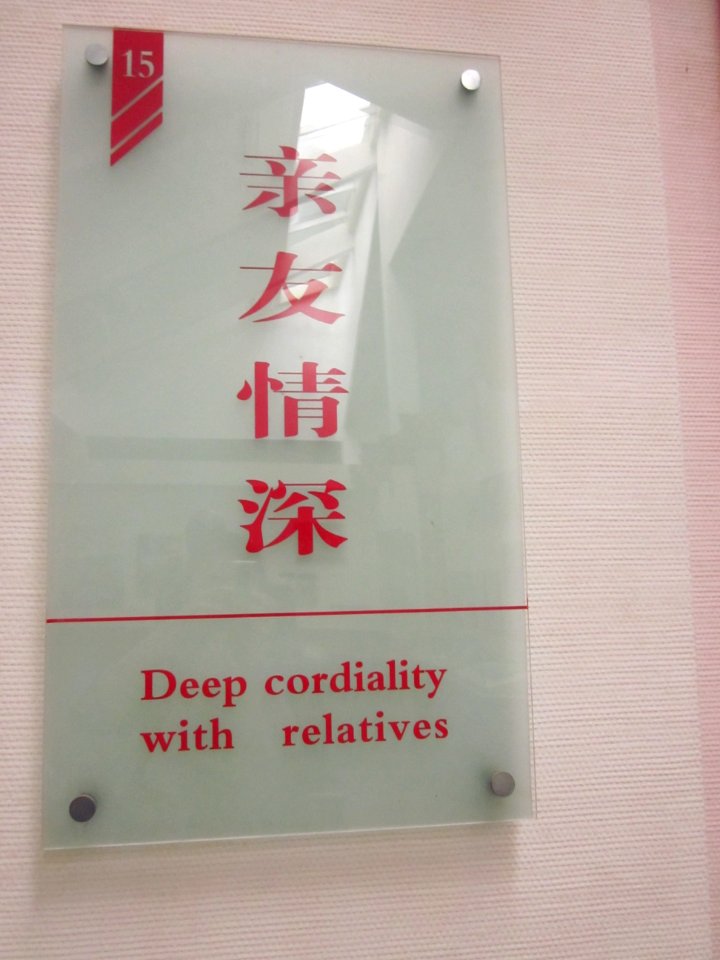 15
亲友情深
Deep cordiality
with relatives